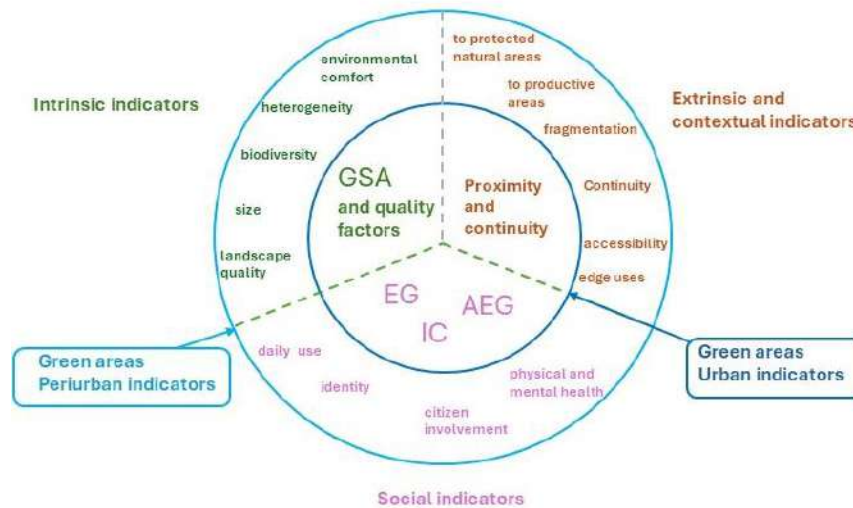 environmental
comfort
to protected
natural areas
Intrinsic indicators
to productive
areas
Extrinsic and
contextual indicators
heterogeneity
fragmentation
biodiversity
GSA
and quality
factors
Proximity
and
continuity
Continuity
size
accessibility
landscape
quality
edge uses
EG
AEG
IC
Green areas
Periurban indicators
daily use
identity
citizen
involvement
physical and
mental health
Green areas
Urban indicators
Social indicators